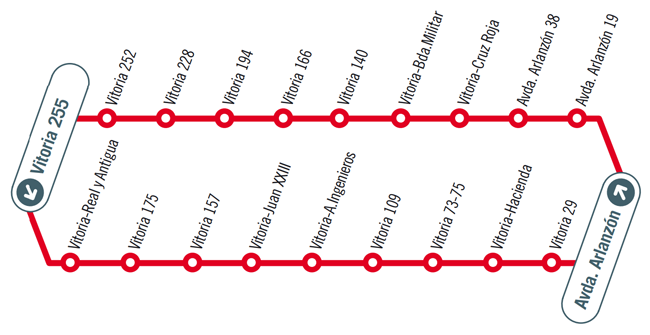 Vitoria 255
Vitoria 252
Vitoria 228
Vitoria 194
Vitoria 166
Vitoria 140
Vitoria-Bda.Militar
Vitoria-Cruz Roja
Avda. Arlanzón 38
Avda. Arlanzón 19
Vitoria-Real y Antigua
Vitoria 175
Vitoria 157
Vitoria-Juan XXIII
Vitoria-A.Ingenieros
Vitoria 109
Vitoria 73-75
Vitoria-Hacienda
Vitoria 29
Avda. Arlanzón